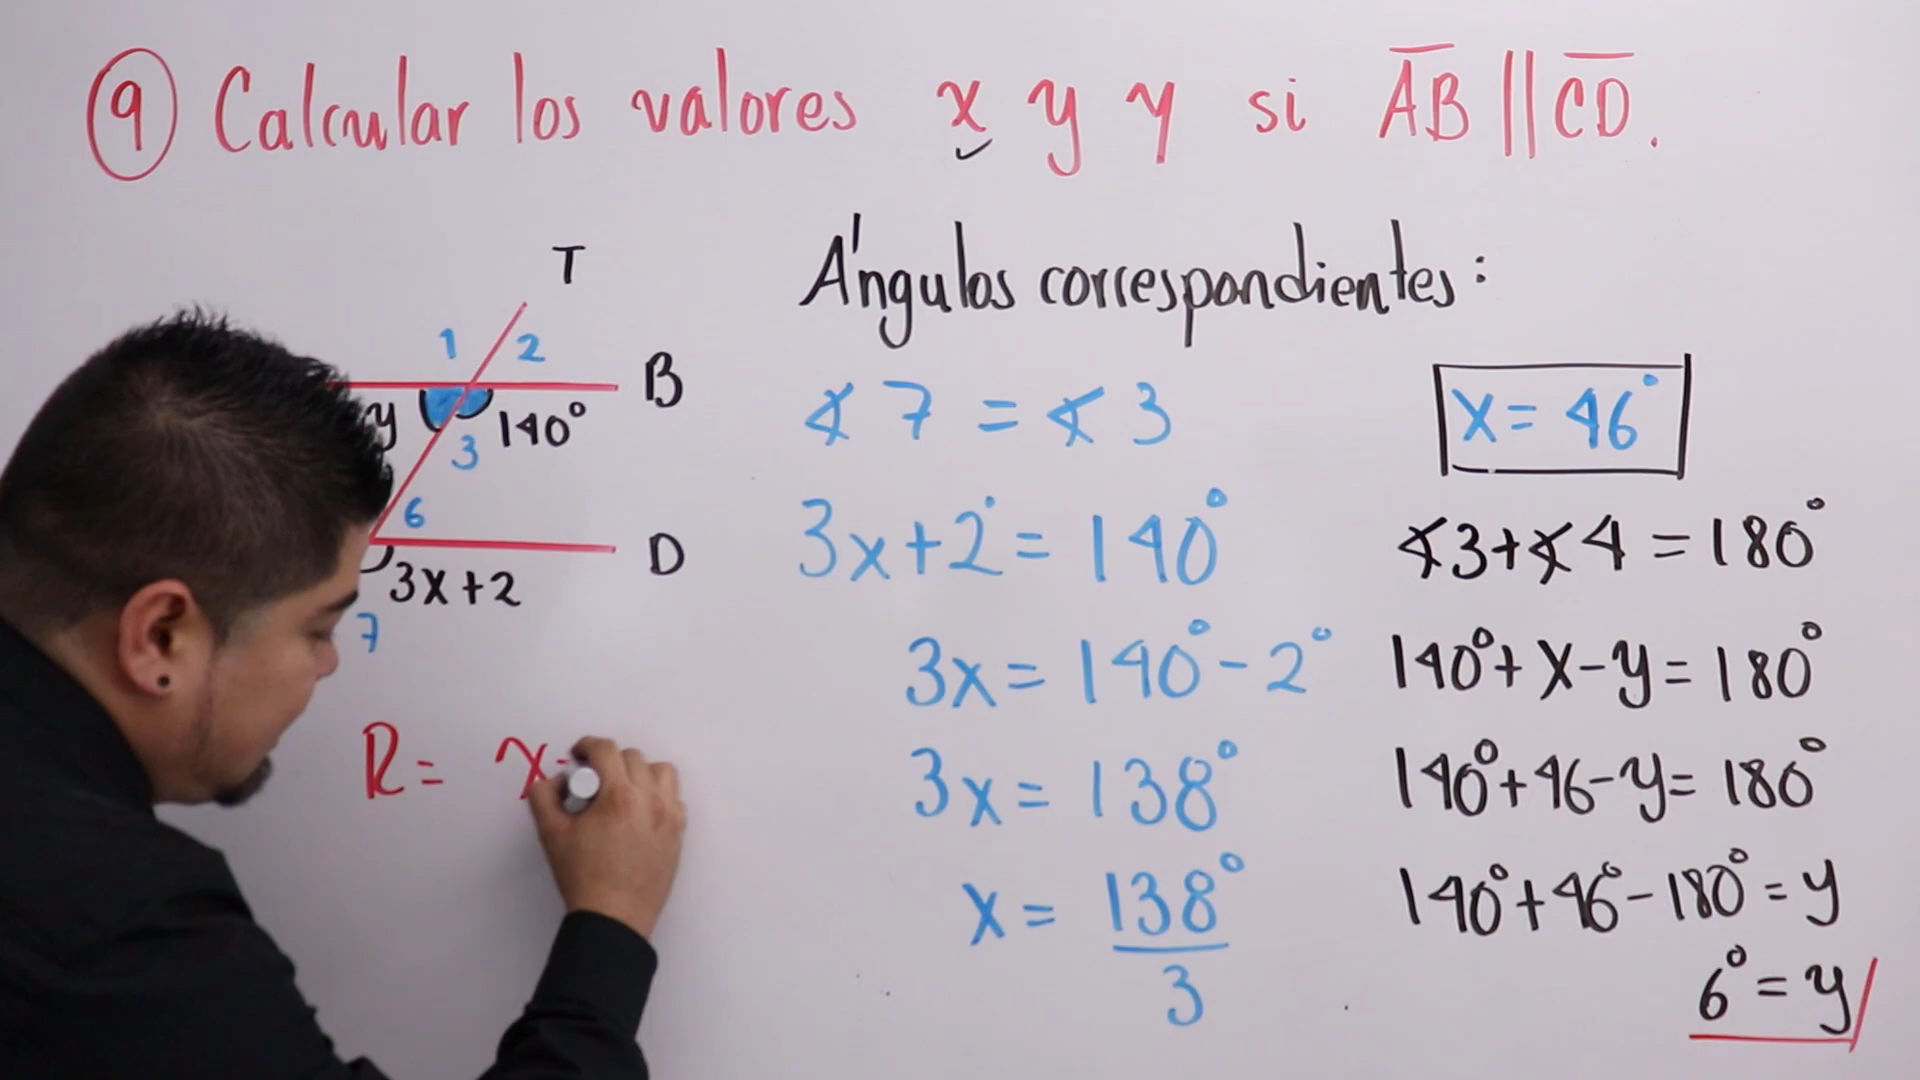 9 Calcular los valores x y y si AB || CD.
T
1 2
B
y 3 140°
6
D
3x+2
7
R= x=
Ángulos correspondientes:
∢7 = ∢3
3x+2° = 140°
3x = 140° - 2°
3x = 138°
x = 138°
3
x = 46°
∢3+∢4 = 180°
140°+x-y = 180°
140°+46-y = 180°
140°+46°-180° = y
6° = y